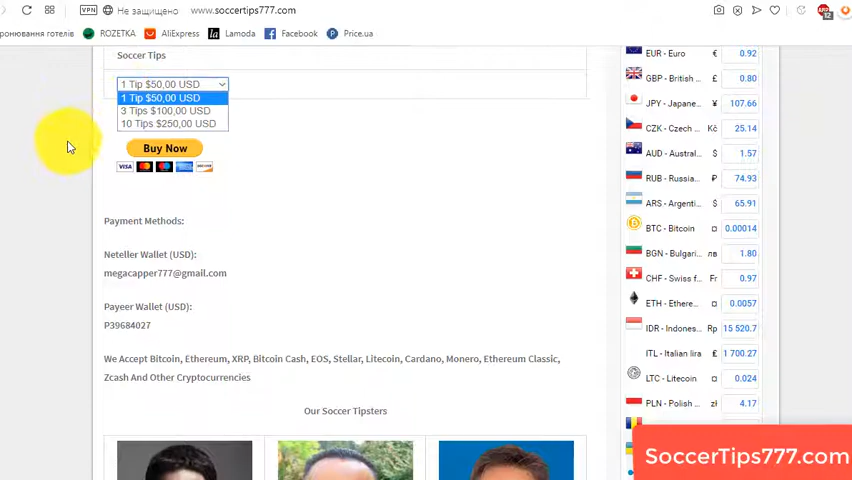 VPN Не защищено www.soccertips777.com
12
ронювання готелів ROZETKA AliExpress la Lamoda Facebook Price.ua
Soccer Tips
1 Tip $50,00 USD
1 Tip $50,00 USD
3 Tips $100,00 USD
10 Tips $250,00 USD
Buy Now
VISA
Payment Methods:
Neteller Wallet (USD):
megacapper777@gmail.com
Payeer Wallet (USD):
P39684027
We Accept Bitcoin, Ethereum, XRP, Bitcoin Cash, EOS, Stellar, Litecoin, Cardano, Monero, Ethereum Classic,
Zcash And Other Cryptocurrencies
Our Soccer Tipsters
EUR - Euro € 0.92
GBP - British ... £ 0.80
JPY - Japane... ¥ 107.66
CZK - Czech ... Kč 25.14
AUD - Austral... $ 1.57
RUB - Russia... ₽ 74.93
ARS - Argenti... $ 65.91
BTC - Bitcoin ¤ 0.00014
BGN - Bulgari... лв 1.80
CHF - Swiss f... Fr 0.97
ETH - Ethere... ¤ 0.0057
IDR - Indones... Rp 15 520.7
ITL - Italian lira £ 1 700.27
LTC - Litecoin ¤ 0.024
PLN - Polish ... zł 4.17
SoccerTips777.com